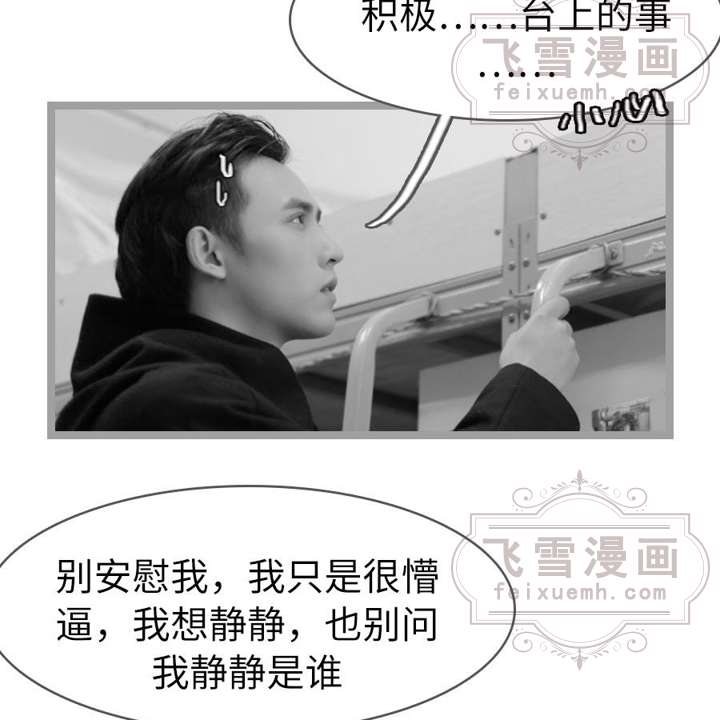 积极……台上的事
……
飞雪漫画
feixuemh.com
小心
别安慰我，我只是很懵
逼，我想静静，也别问
我静静是谁
飞雪漫画
feixuemh.com